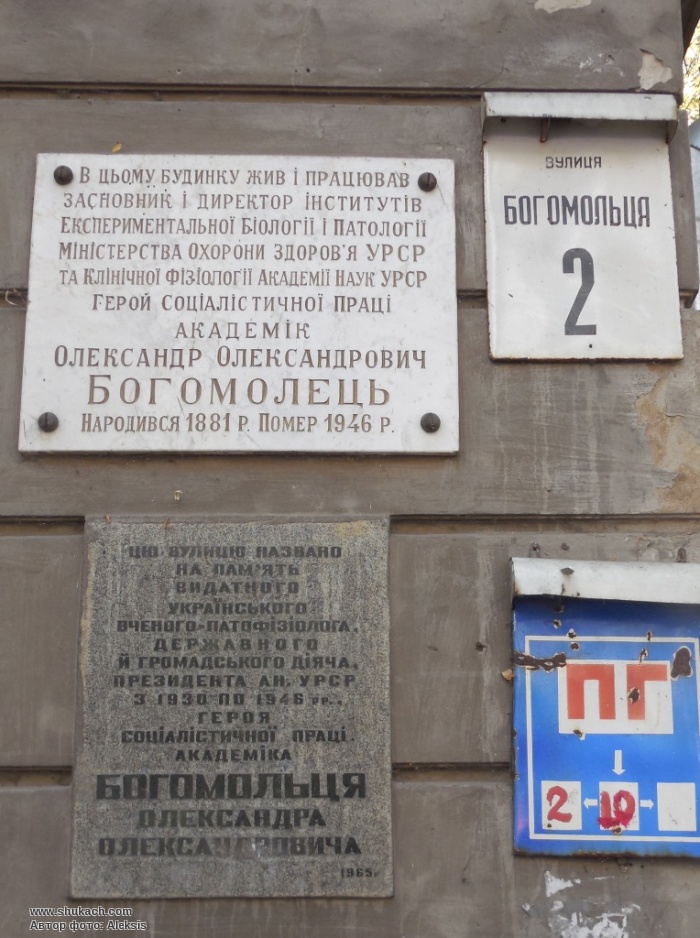 В цьому будинку жив і працював
засновник і директор інститутів
Експериментальної Біології і Патології
Міністерства Охорони Здоров'я УРСР
та Клінічної Фізіології Академії Наук УРСР
Герой Соціалістичної Праці
академік
Олександр Олександрович
БОГОМОЛЕЦЬ
Народився 1881 р. Помер 1946 р.
ВУЛИЦЯ
БОГОМОЛЬЦЯ
2
ЦЮ ВУЛИЦЮ НАЗВАНО
НА ПАМ'ЯТЬ
ВИДАТНОГО
УКРАЇНСЬКОГО
ВЧЕНОГО-ПАТОФІЗІОЛОГА,
ДЕРЖАВНОГО
Й ГРОМАДСЬКОГО ДІЯЧА,
ПРЕЗИДЕНТА АН. УРСР
З 1930 ПО 1946 рр.,
ГЕРОЯ
СОЦІАЛІСТИЧНОЇ ПРАЦІ.
АКАДЕМІКА
БОГОМОЛЬЦЯ
ОЛЕКСАНДРА
ОЛЕКСАНДРОВИЧА
1965р.
ПГ
2 10
www.shukach.com
Автор фото: Aleksis